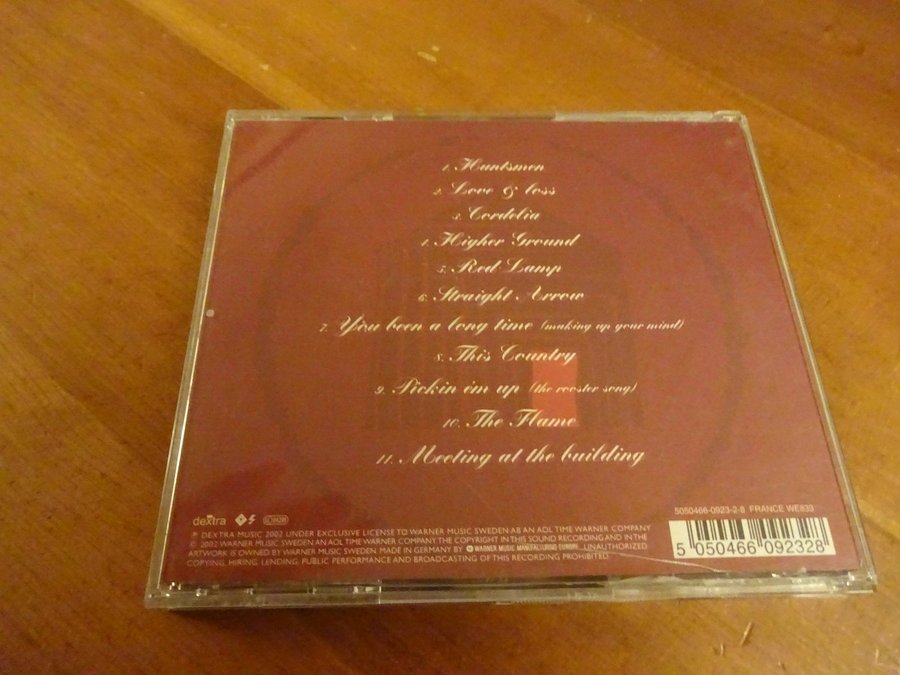 1. Huntsmen
2. Love & loss
3. Cordelia
4. Higher Ground
5. Red Lamp
6. Straight Arrow
7. You been a long time (making up your mind)
8. This Country
9. Pickin em up (the rooster song)
10. The Flame
11. Meeting at the building
dextra
5050466-0923-2-8 FRANCE WE833
℗ DEXTRA MUSIC 2002 UNDER EXCLUSIVE LICENSE TO WARNER MUSIC SWEDEN AB AN AOL TIME WARNER COMPANY
© 2002 WARNER MUSIC SWEDEN AN AOL TIME WARNER COMPANY THE COPYRIGHT IN THIS SOUND RECORDING AND IN THE
ARTWORK IS OWNED BY WARNER MUSIC SWEDEN. MADE IN GERMANY BY WARNER MUSIC MANUFACTURING EUROPE. UNAUTHORIZED
COPYING, HIRING, LENDING, PUBLIC PERFORMANCE AND BROADCASTING OF THIS RECORDING PROHIBITED
5 050466 092328